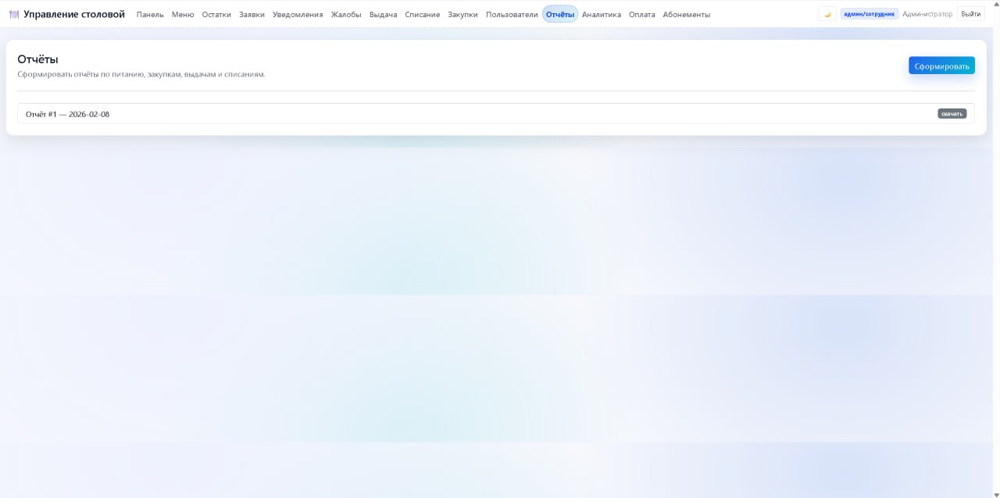 Управление столовой Панель Меню Остатки Заявки Уведомления Жалобы Выдача Списание Закупки Пользователи Отчёты Аналитика Оплата Абонементы админ/сотрудник Администратор Выйти
Отчёты
Сформировать отчёты по питанию, закупкам, выдачам и списаниям.
Сформировать
Отчёт #1 — 2026-02-08 скачать